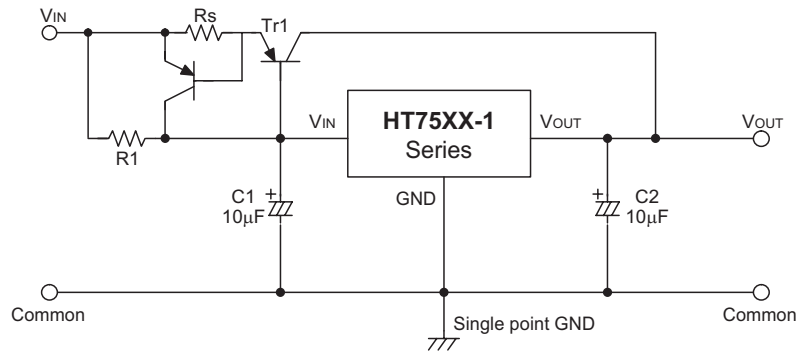 VIN
Rs
Tr1
R1
VIN
HT75XX-1
Series
VOUT
VOUT
GND
C1
10μF
C2
10μF
Common
Single point GND
Common